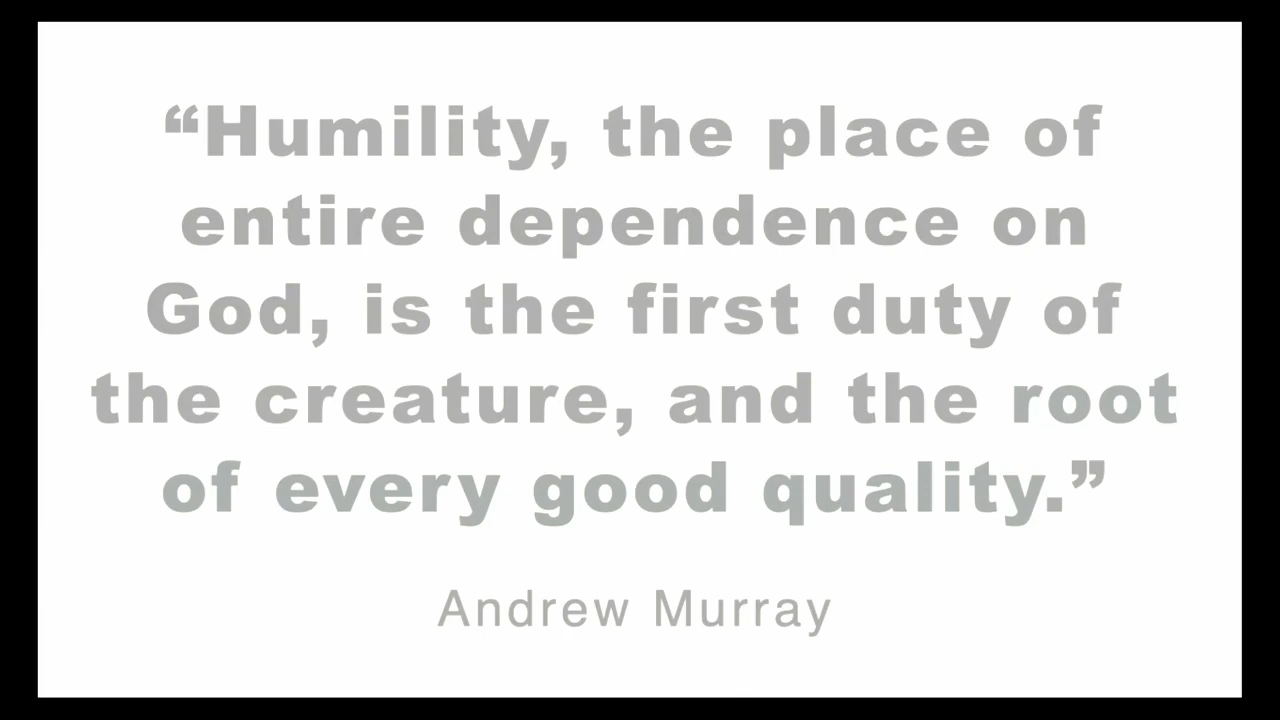 “Humility, the place of
entire dependence on
God, is the first duty of
the creature, and the root
of every good quality.”
Andrew Murray